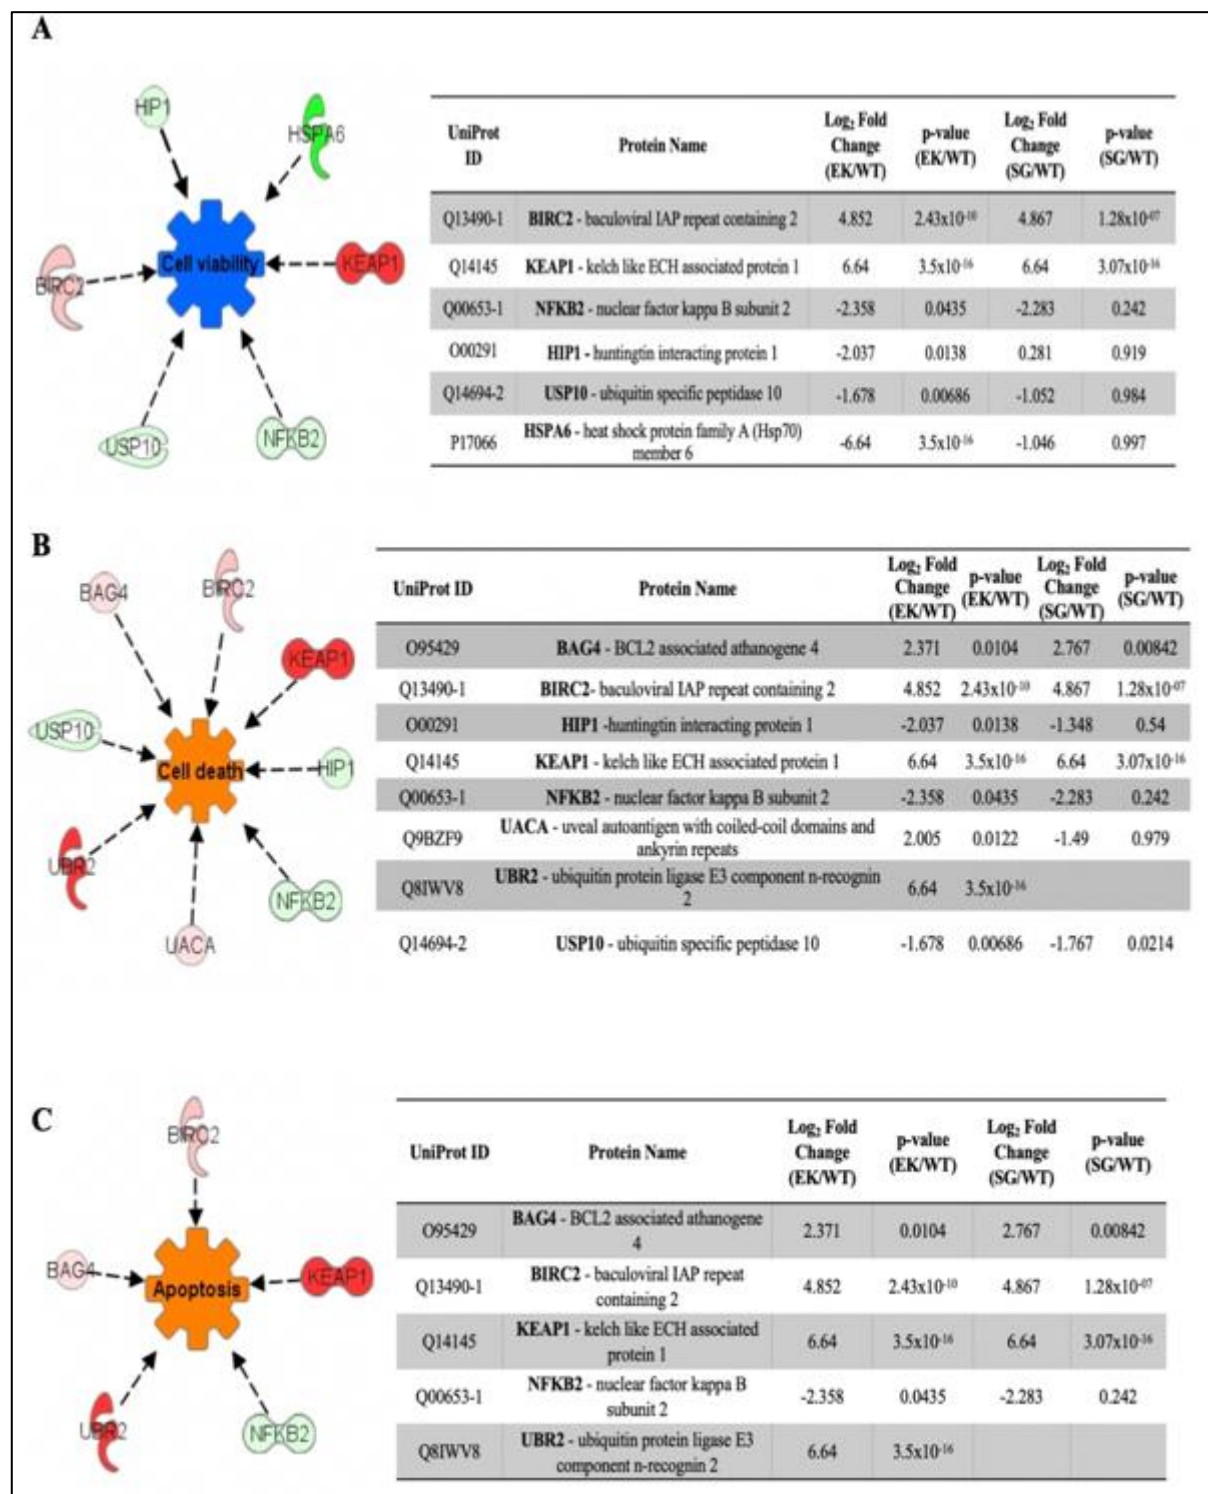 A
HIP1
HSPA6
Cell viability
KEAP1
BIRC2
USP10
NFKB2
UniProt ID Protein Name Log2 Fold Change (EK/WT) p-value (EK/WT) Log2 Fold Change (SG/WT) p-value (SG/WT)
Q13490-1 BIRC2 - baculoviral IAP repeat containing 2 4.852 2.43x10-10 4.867 1.28x10-07
Q14145 KEAP1 - kelch like ECH associated protein 1 6.64 3.5x10-16 6.64 3.07x10-16
Q00653-1 NFKB2 - nuclear factor kappa B subunit 2 -2.358 0.0435 -2.283 0.242
O00291 HIP1 - huntingtin interacting protein 1 -2.037 0.0138 0.281 0.919
Q14694-2 USP10 - ubiquitin specific peptidase 10 -1.678 0.00686 -1.052 0.984
P17066 HSPA6 - heat shock protein family A (Hsp70) member 6 -6.64 3.5x10-16 -1.046 0.997
B
BAG4
BIRC2
KEAP1
USP10
Cell death
HIP1
UBR2
NFKB2
UACA
UniProt ID Protein Name Log2 Fold Change (EK/WT) p-value (EK/WT) Log2 Fold Change (SG/WT) p-value (SG/WT)
O95429 BAG4 - BCL2 associated athanogene 4 2.371 0.0104 2.767 0.00842
Q13490-1 BIRC2- baculoviral IAP repeat containing 2 4.852 2.43x10-10 4.867 1.28x10-07
O00291 HIP1 -huntingtin interacting protein 1 -2.037 0.0138 -1.348 0.54
Q14145 KEAP1 - kelch like ECH associated protein 1 6.64 3.5x10-16 6.64 3.07x10-16
Q00653-1 NFKB2 - nuclear factor kappa B subunit 2 -2.358 0.0435 -2.283 0.242
Q9BZF9 UACA - uveal autoantigen with coiled-coil domains and ankyrin repeats 2.005 0.0122 -1.49 0.979
Q8IWV8 UBR2 - ubiquitin protein ligase E3 component n-recognin 2 6.64 3.5x10-16
Q14694-2 USP10 - ubiquitin specific peptidase 10 -1.678 0.00686 -1.767 0.0214
C
BIRC2
BAG4
Apoptosis
KEAP1
UBR2
NFKB2
UniProt ID Protein Name Log2 Fold Change (EK/WT) p-value (EK/WT) Log2 Fold Change (SG/WT) p-value (SG/WT)
O95429 BAG4 - BCL2 associated athanogene 4 2.371 0.0104 2.767 0.00842
Q13490-1 BIRC2 - baculoviral IAP repeat containing 2 4.852 2.43x10-10 4.867 1.28x10-07
Q14145 KEAP1 - kelch like ECH associated protein 1 6.64 3.5x10-16 6.64 3.07x10-16
Q00653-1 NFKB2 - nuclear factor kappa B subunit 2 -2.358 0.0435 -2.283 0.242
Q8IWV8 UBR2 - ubiquitin protein ligase E3 component n-recognin 2 6.64 3.5x10-16